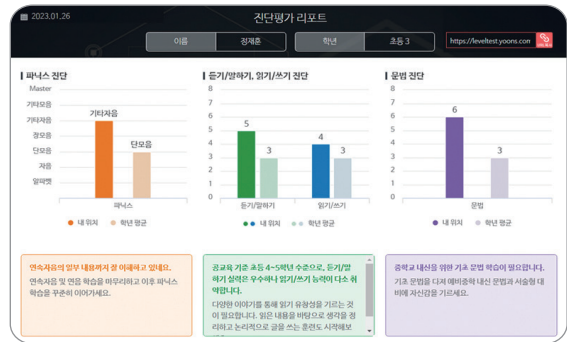 2023.01.26
진단평가 리포트
이름
정재훈
학년
초등 3
https://leveltest.yoons.com
파닉스 진단
Master
기타모음
기타자음
장모음
단모음
자음
알파벳
기타자음
단모음
파닉스
내 위치
학년 평균
듣기/말하기, 읽기/쓰기 진단
8
7
6
5
4
3
2
1
0
5
3
4
3
듣기/말하기
읽기/쓰기
내 위치
학년 평균
문법 진단
8
7
6
5
4
3
2
1
0
6
3
문법
내 위치
학년 평균
연속자음의 일부 내용까지 잘 이해하고 있네요.
연속자음 및 연음 학습을 마무리하고 이후 파닉스
학습을 꾸준히 이어가세요.
공교육 기준 초등 4~5학년 수준으로, 듣기/말
하기 실력은 우수하나 읽기/쓰기 능력이 다소 취
약합니다.
다양한 이야기를 통해 읽기 유창성을 기르는 것
이 필요합니다. 읽은 내용을 바탕으로 생각을 정
리하고 논리적으로 글을 쓰는 훈련도 시작해보
중학교 내신을 위한 기초 문법 학습이 필요합니다.
기초 문법을 다져 예비중학 내신 문법과 서술형 대
비에 자신감을 기르세요.